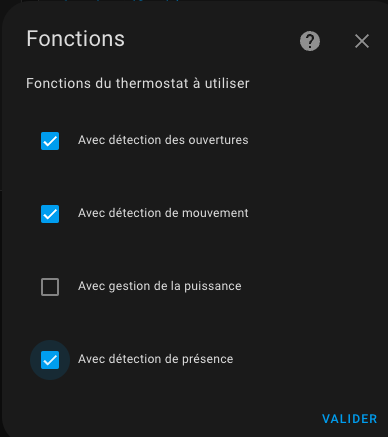 Fonctions
Fonctions du thermostat à utiliser
Avec détection des ouvertures
Avec détection de mouvement
Avec gestion de la puissance
Avec détection de présence
VALIDER